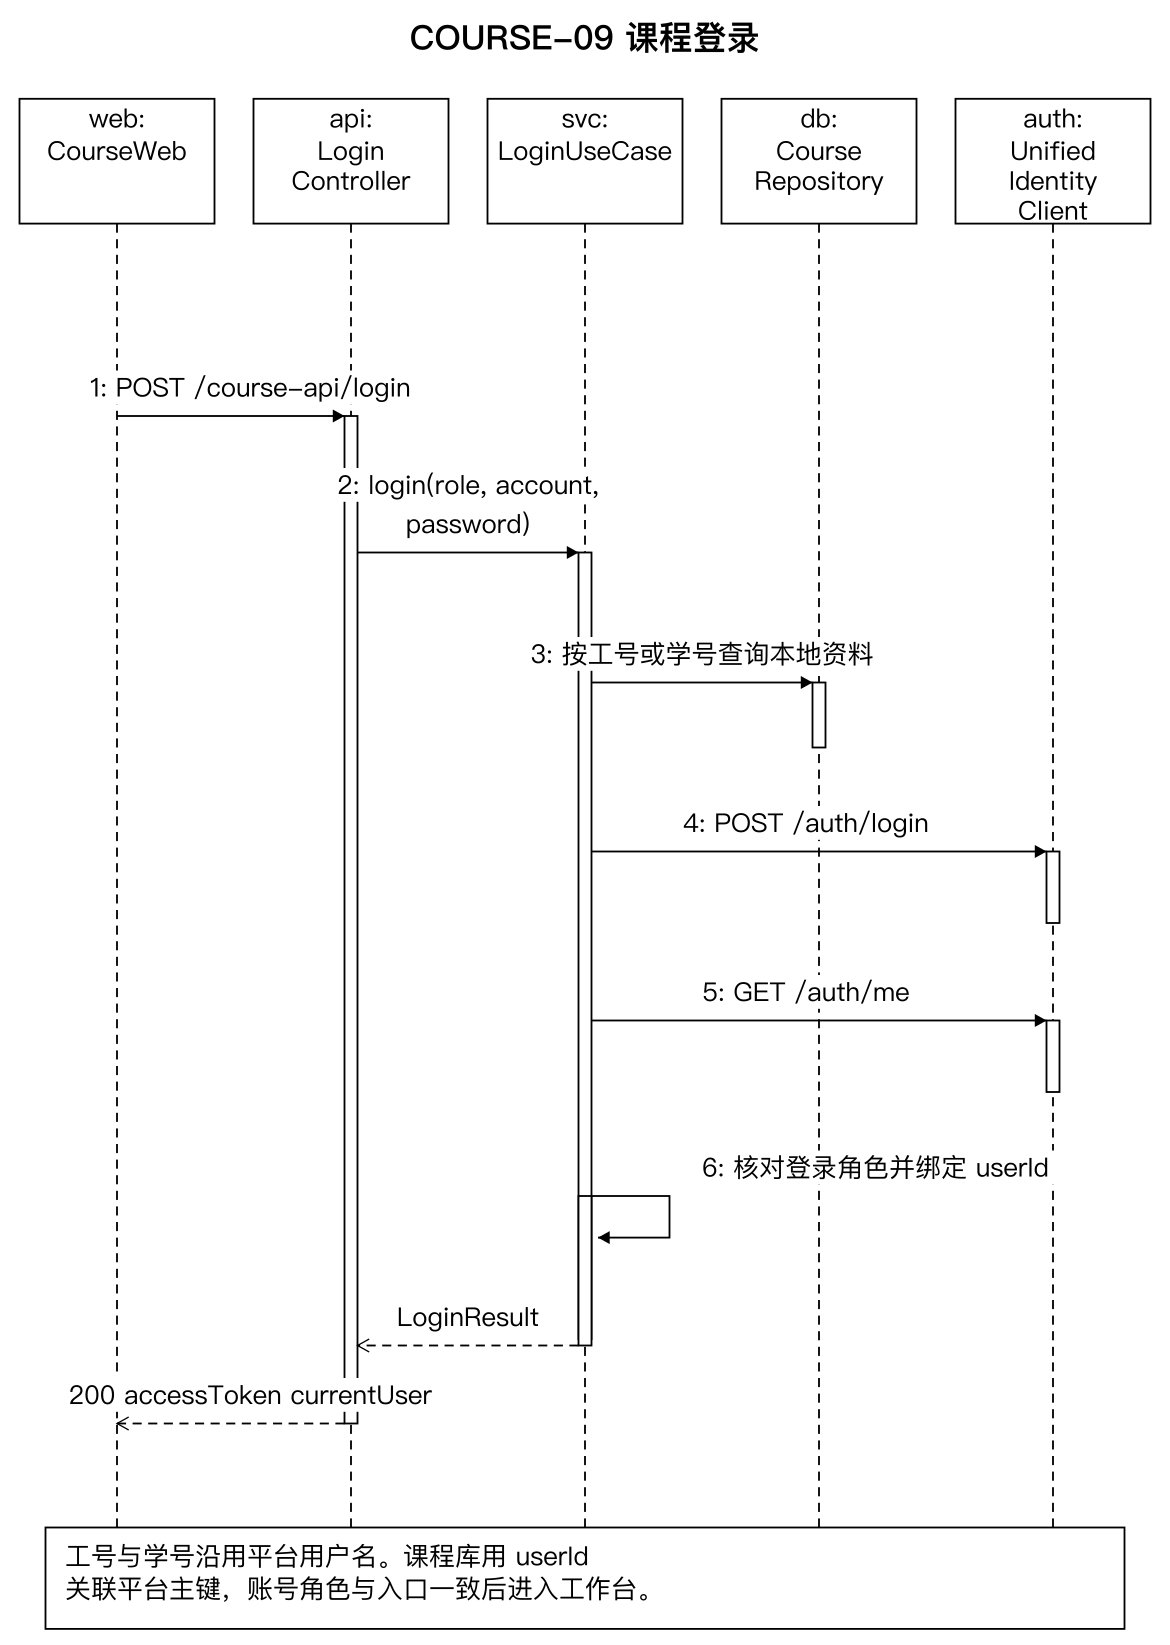 COURSE-09 课程登录
web:
CourseWeb
api:
Login
Controller
svc:
LoginUseCase
db:
Course
Repository
auth:
Unified
Identity
Client
1: POST /course-api/login
2: login(role, account,
password)
3: 按工号或学号查询本地资料
4: POST /auth/login
5: GET /auth/me
6: 核对登录角色并绑定 userId
LoginResult
200 accessToken currentUser
工号与学号沿用平台用户名。课程库用 userId
关联平台主键，账号角色与入口一致后进入工作台。